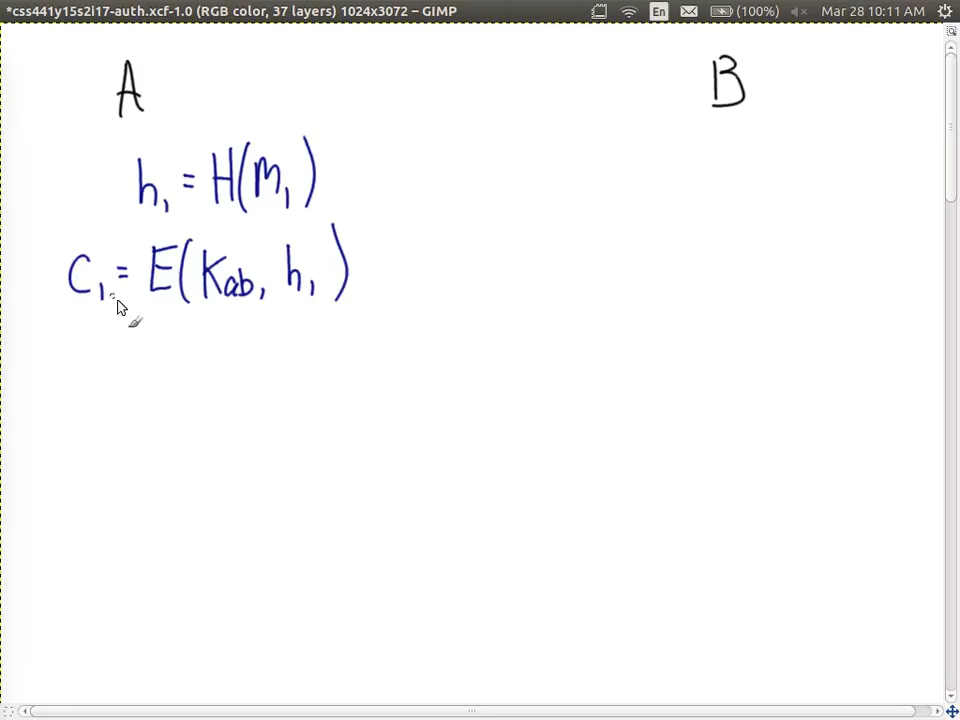 *css441y15s2i17-auth.xcf-1.0 (RGB color, 37 layers) 1024x3072 – GIMP En (100%) Mar 28 10:11 AM
A B
h₁ = H(m₁)
C₁ = E(Kab, h₁)